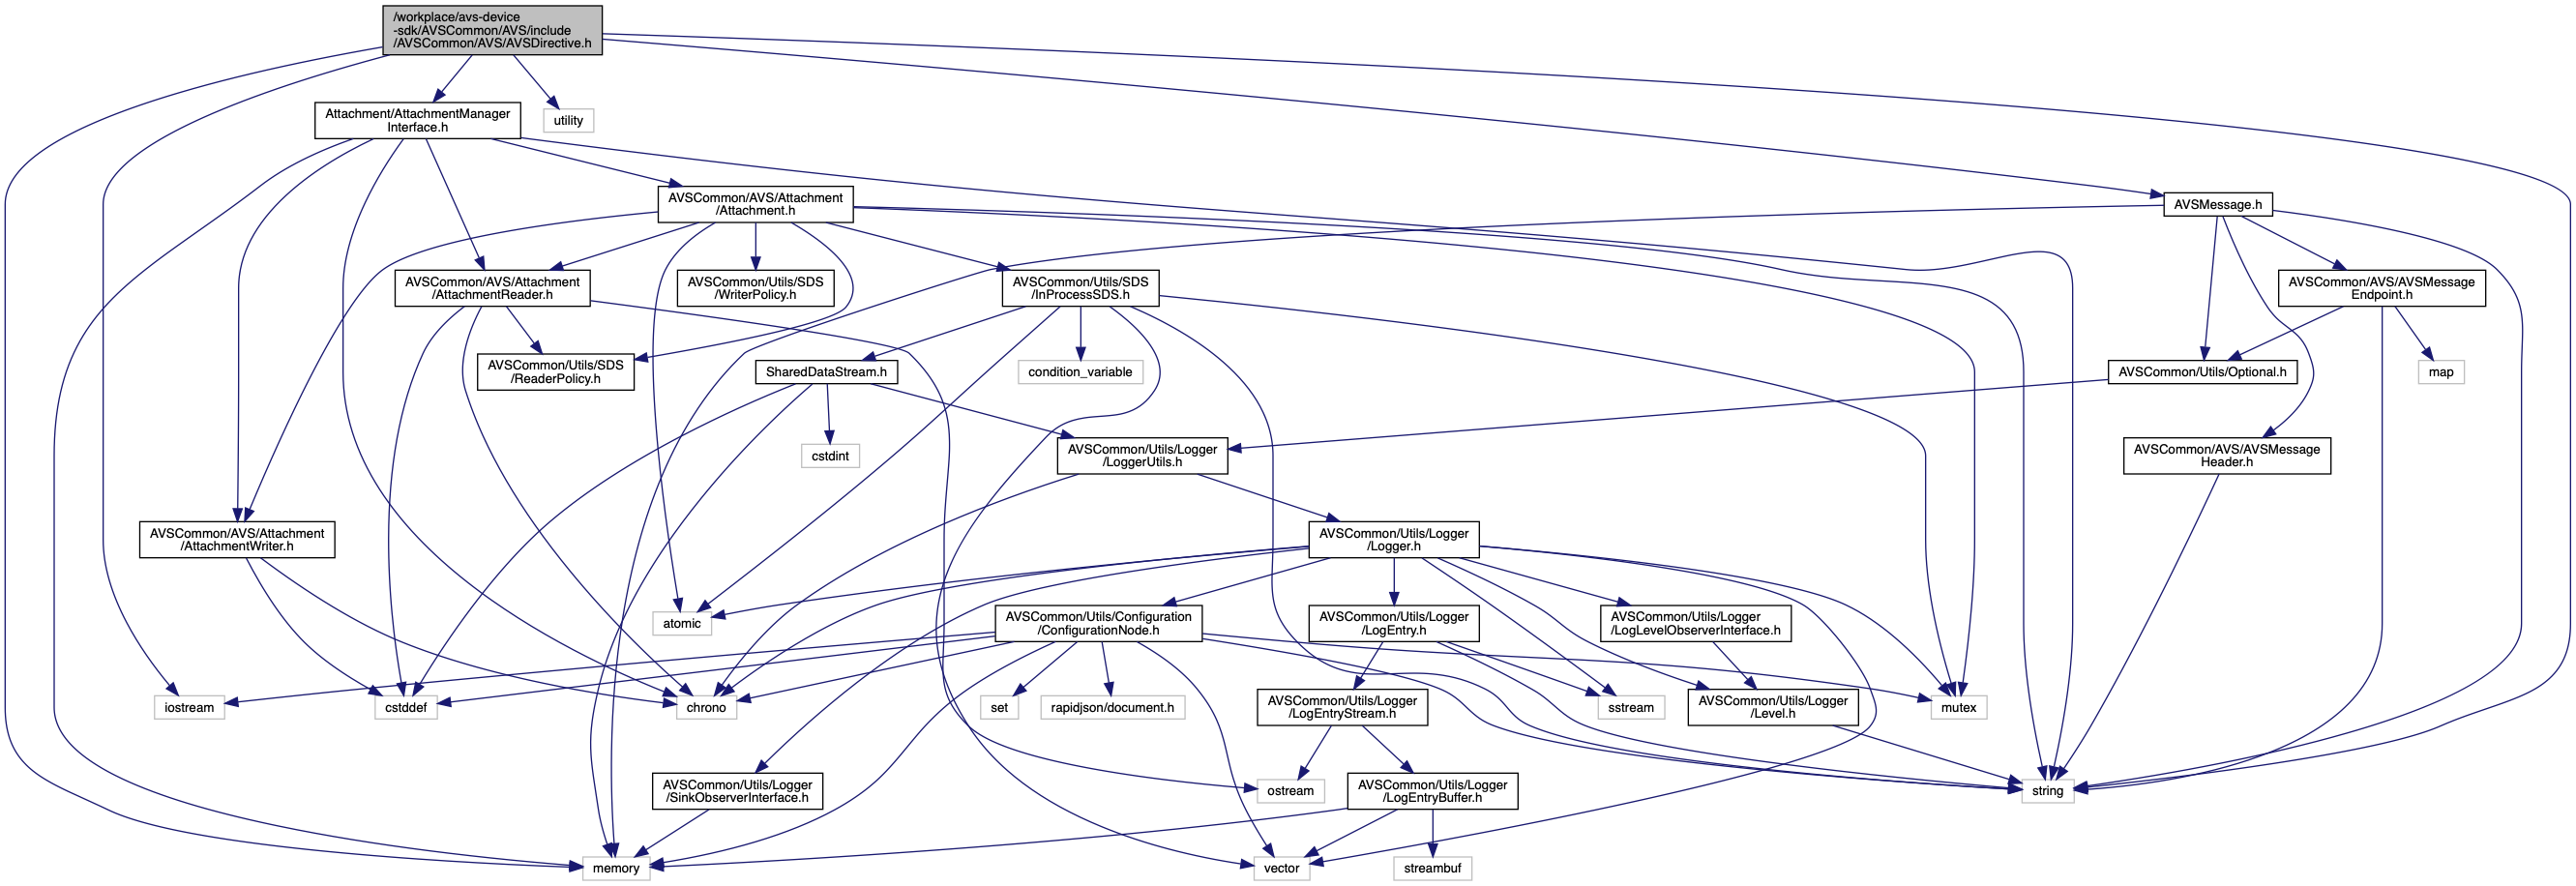 /workplace/avs-device
-sdk/AVSCommon/AVS/include
/AVSCommon/AVS/AVSDirective.h
Attachment/AttachmentManager
Interface.h
utility
AVSCommon/AVS/Attachment
/Attachment.h
AVSMessage.h
AVSCommon/AVS/Attachment
/AttachmentReader.h
AVSCommon/Utils/SDS
/WriterPolicy.h
AVSCommon/Utils/SDS
/InProcessSDS.h
AVSCommon/AVS/AVSMessage
Endpoint.h
AVSCommon/Utils/SDS
/ReaderPolicy.h
SharedDataStream.h
condition_variable
AVSCommon/Utils/Optional.h
map
cstdint
AVSCommon/Utils/Logger
/LoggerUtils.h
AVSCommon/AVS/AVSMessage
Header.h
AVSCommon/AVS/Attachment
/AttachmentWriter.h
AVSCommon/Utils/Logger
/Logger.h
atomic
AVSCommon/Utils/Configuration
/ConfigurationNode.h
AVSCommon/Utils/Logger
/LogEntry.h
AVSCommon/Utils/Logger
/LogLevelObserverInterface.h
iostream
cstddef
chrono
set
rapidjson/document.h
AVSCommon/Utils/Logger
/LogEntryStream.h
sstream
AVSCommon/Utils/Logger
/Level.h
mutex
AVSCommon/Utils/Logger
/SinkObserverInterface.h
ostream
AVSCommon/Utils/Logger
/LogEntryBuffer.h
string
memory
vector
streambuf